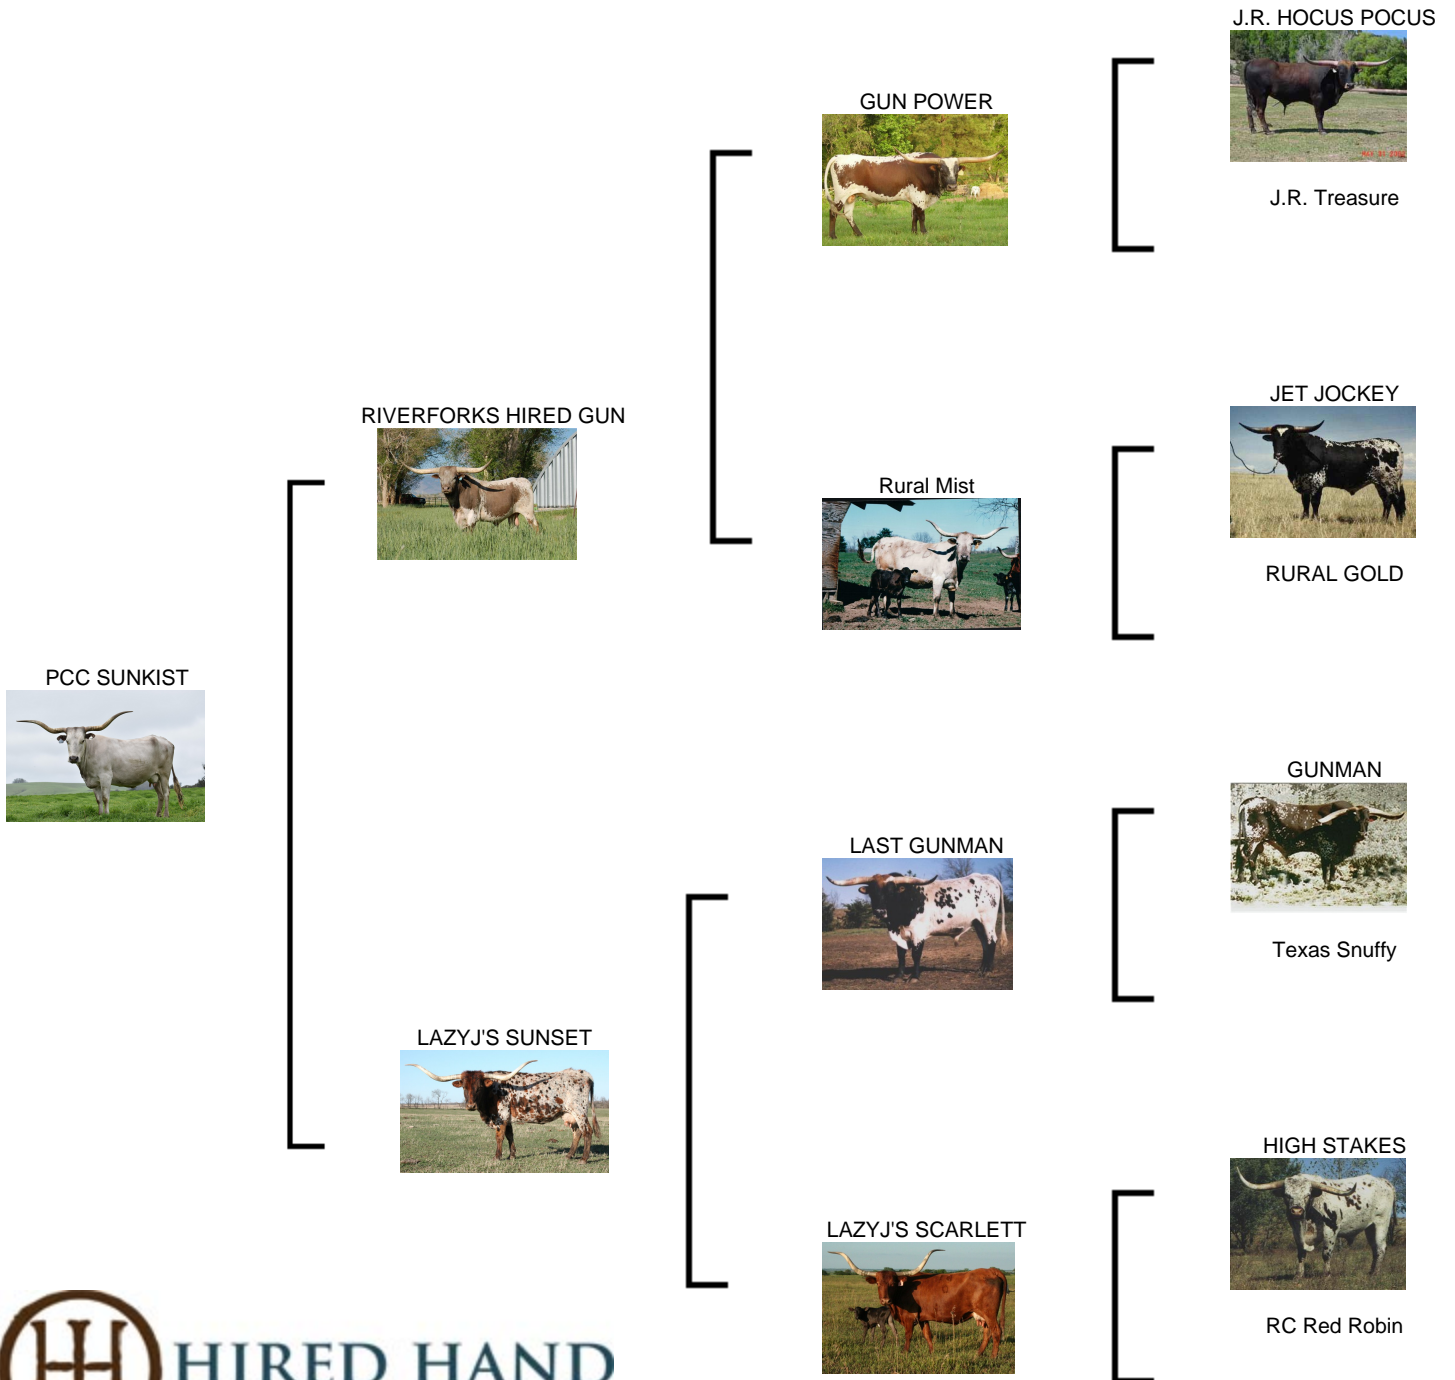 J.R. HOCUS POCUS
GUN POWER
J.R. Treasure
JET JOCKEY
RIVERFORKS HIRED GUN
Rural Mist
RURAL GOLD
PCC SUNKIST
GUNMAN
LAST GUNMAN
Texas Snuffy
LAZYJ'S SUNSET
HIGH STAKES
LAZYJ'S SCARLETT
RC Red Robin
HIRED HAND